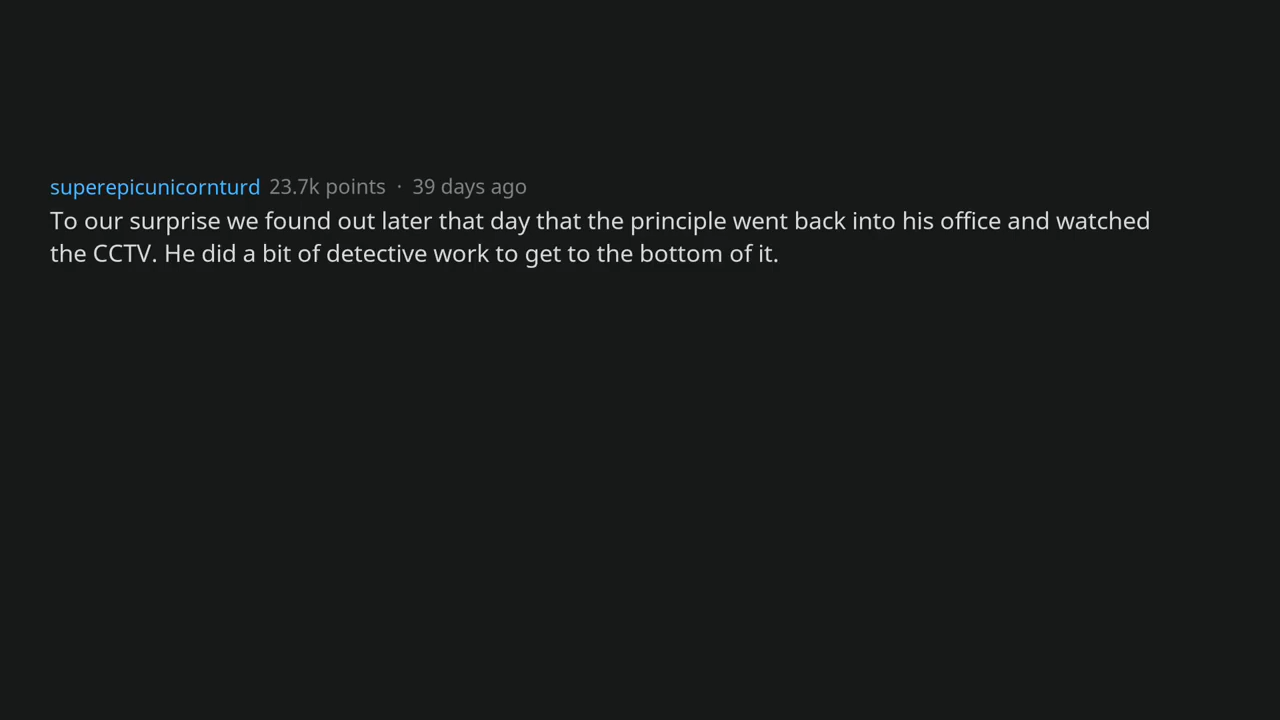 superepicunicornturd 23.7k points · 39 days ago
To our surprise we found out later that day that the principle went back into his office and watched
the CCTV. He did a bit of detective work to get to the bottom of it.